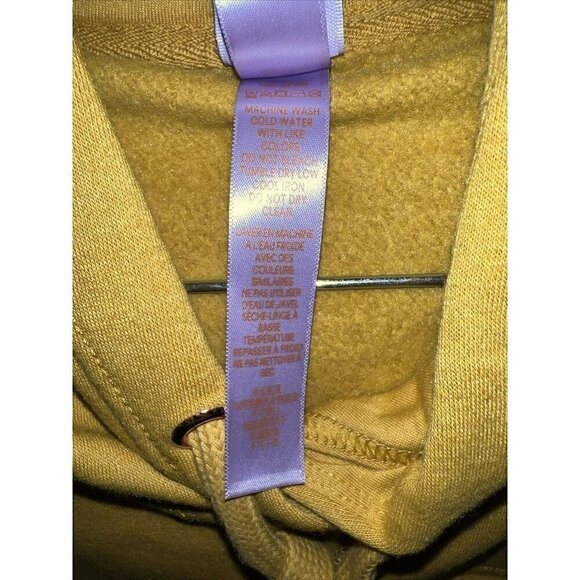 MACHINE WASH
COLD WATER
WITH LIKE
COLORS
DO NOT BLEACH
TUMBLE DRY LOW
COOL IRON
DO NOT DRY
CLEAN
LAVER EN MACHINE
À L'EAU FROIDE
AVEC DES
COULEURS
SIMILAIRES
NE PAS UTILISER
D'EAU DE JAVEL
SÈCHE-LINGE À
BASSE
TEMPÉRATURE
REPASSER À FROID
NE PAS NETTOYER À
SEC